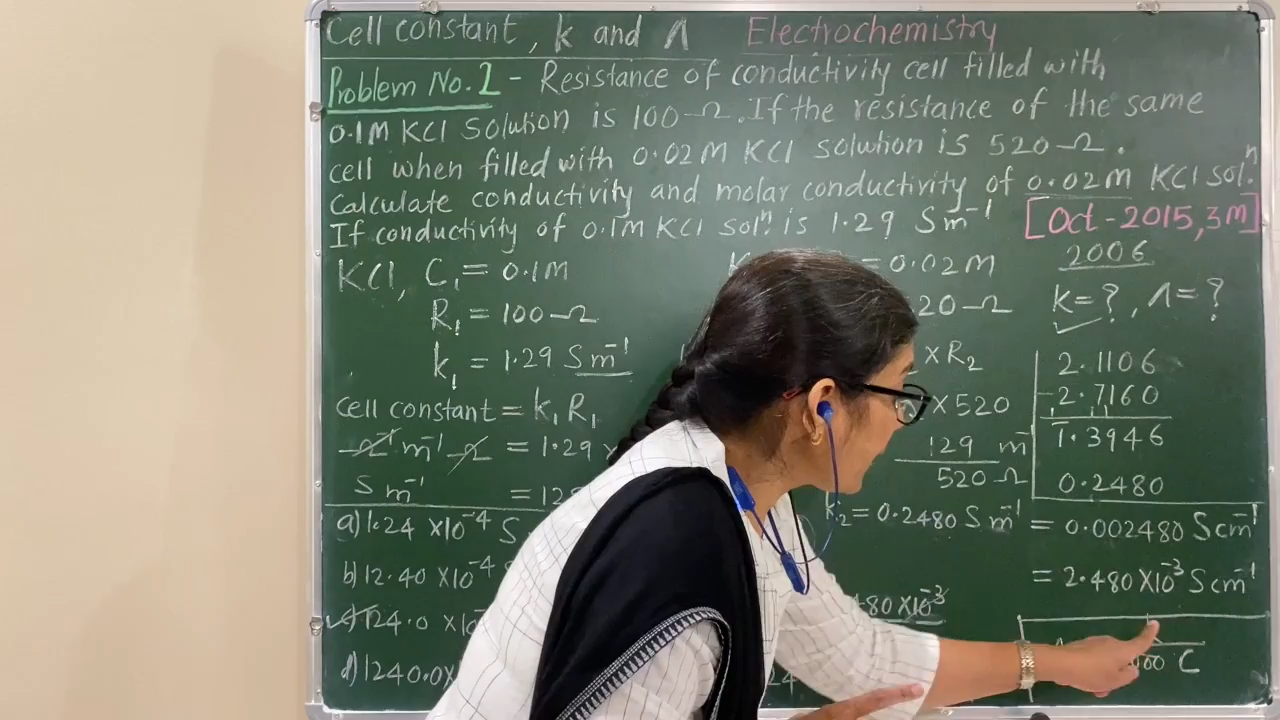 Cell constant, k and Λ Electrochemistry
Problem No. 1 - Resistance of conductivity cell filled with
0.1M KCl solution is 100 Ω. If the resistance of the same
cell when filled with 0.02M KCl solution is 520 Ω.
Calculate conductivity and molar conductivity of 0.02M KCl solⁿ.
If conductivity of 0.1M KCl solⁿ. is 1.29 Sm⁻¹ [Oct-2015, 3M]
2006
KCl, C₁ = 0.1M
= 0.02M
R₁ = 100 Ω
20 Ω
k = ?, Λ = ?
k₁ = 1.29 Sm⁻¹
× R₂
2.1106
cell constant = k₁ R₁
× 520
- 2.7160
m⁻¹ = 1.29
129 m⁻¹
1.3946
520 Ω
0.2480
S m⁻¹ = 12
k₂ = 0.2480 S m⁻¹ = 0.002480 S cm⁻¹
a) 1.24 × 10⁻⁴ S
= 2.480 × 10⁻³ S cm⁻¹
b) 12.40 × 10⁻⁴
480 × 10⁻³
c) 124.0 × 10
C
d) 1240.0 ×
24